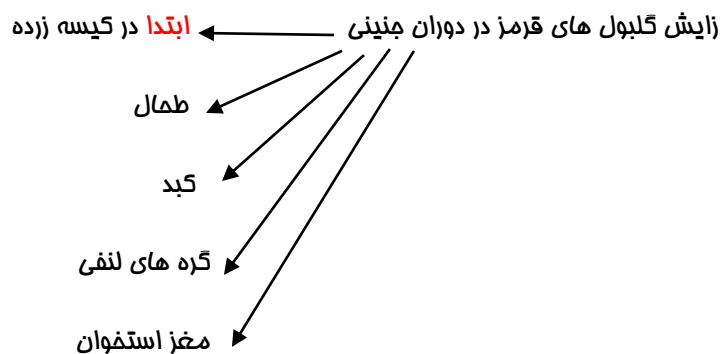 زایش گلبول های قرمز در دوران جنینی
ابتدا در کیسه زرده
طحال
کبد
گره های لنفی
مغز استخوان